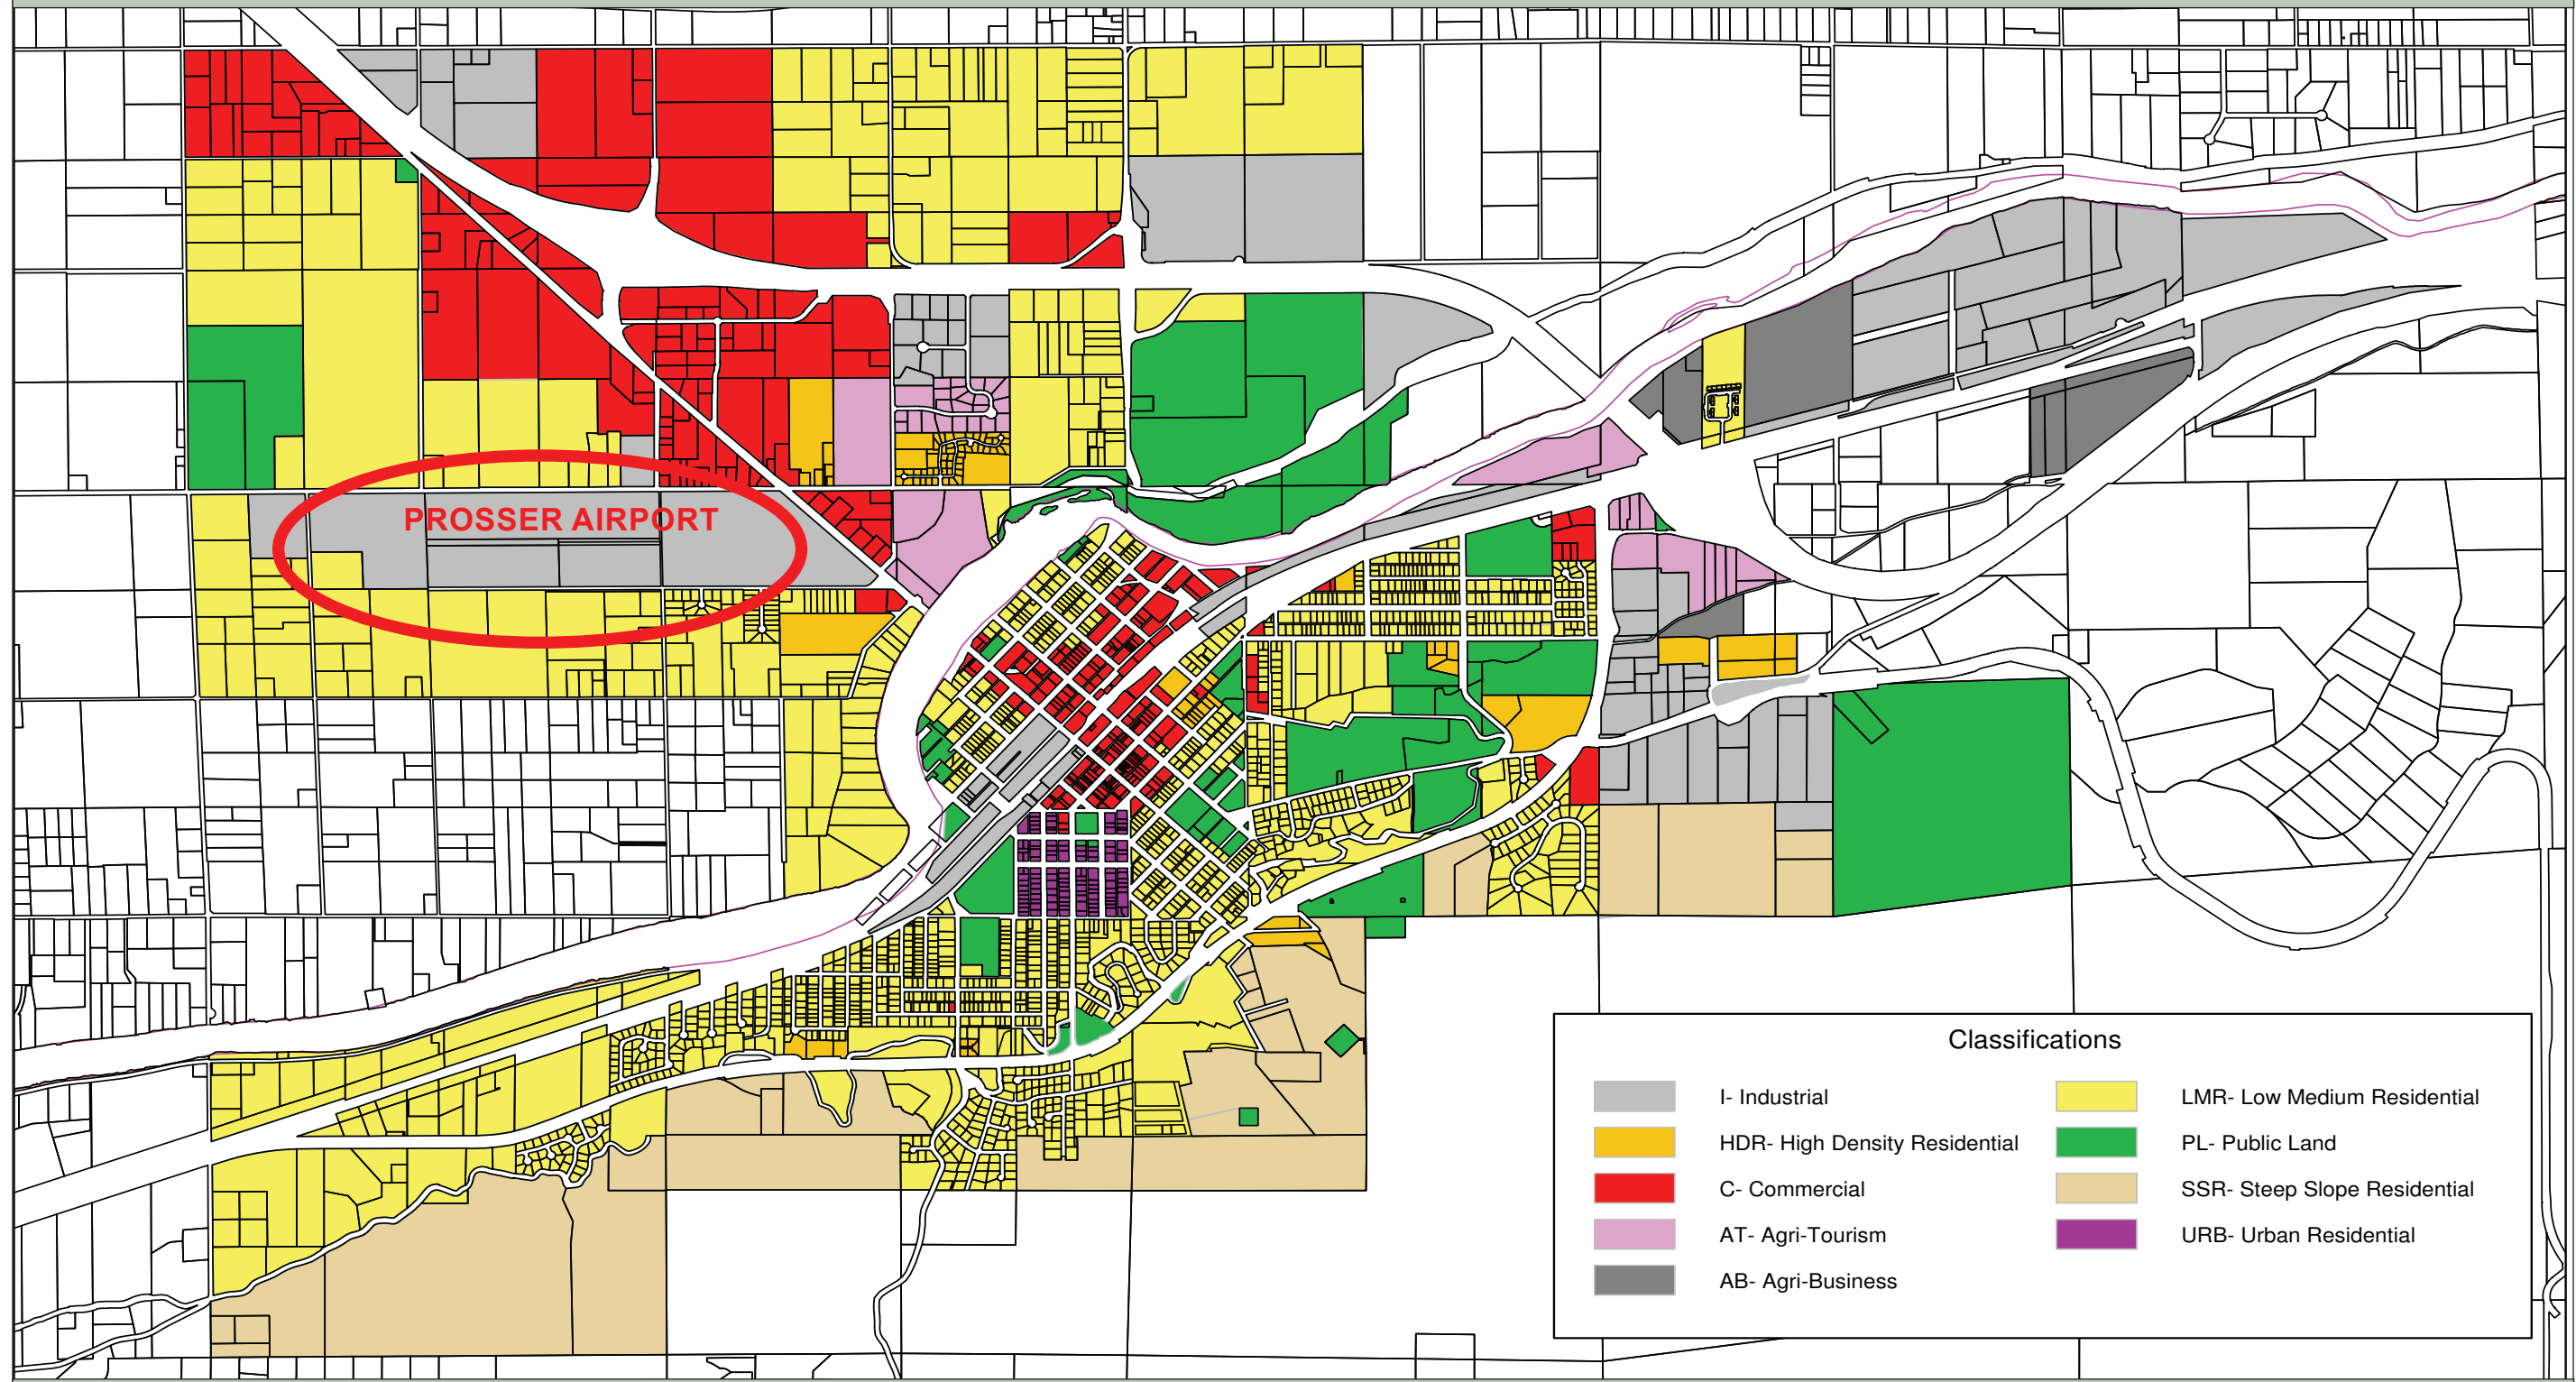 PROSSER AIRPORT
Classifications
I- Industrial
HDR- High Density Residential
C- Commercial
AT- Agri-Tourism
AB- Agri-Business
LMR- Low Medium Residential
PL- Public Land
SSR- Steep Slope Residential
URB- Urban Residential